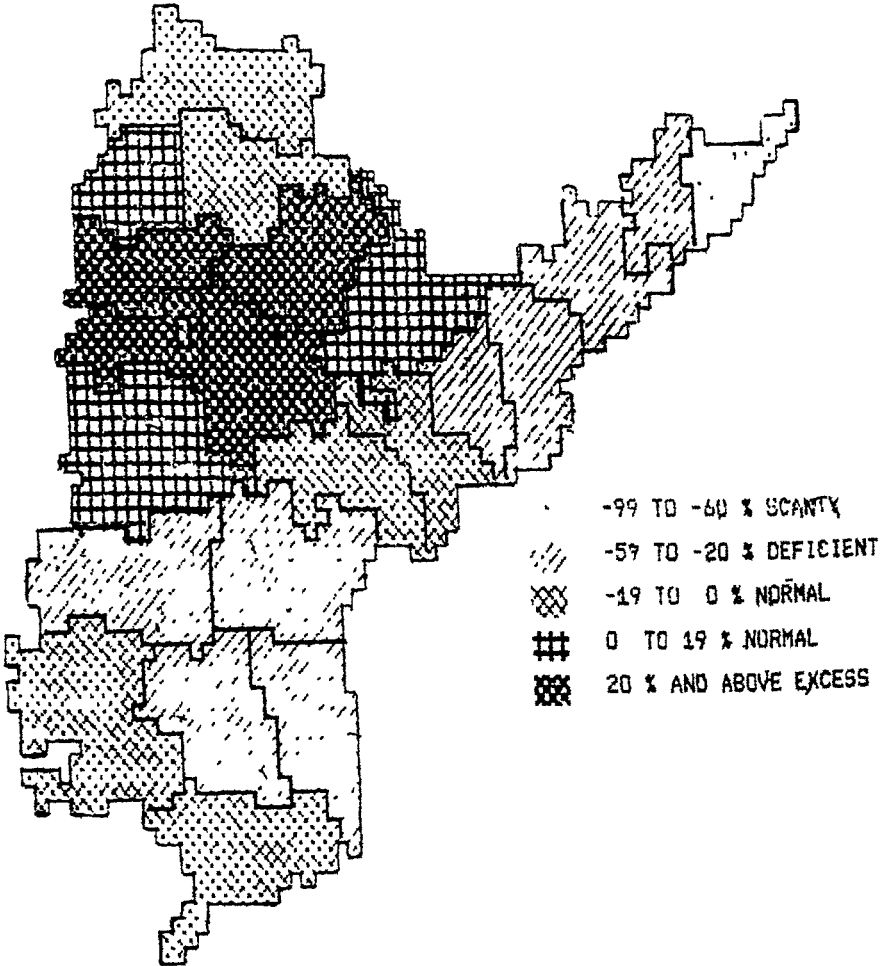 -99 TO -60 % SCANTY
-59 TO -20 % DEFICIENT
-19 TO 0 % NORMAL
0 TO 19 % NORMAL
20 % AND ABOVE EXCESS